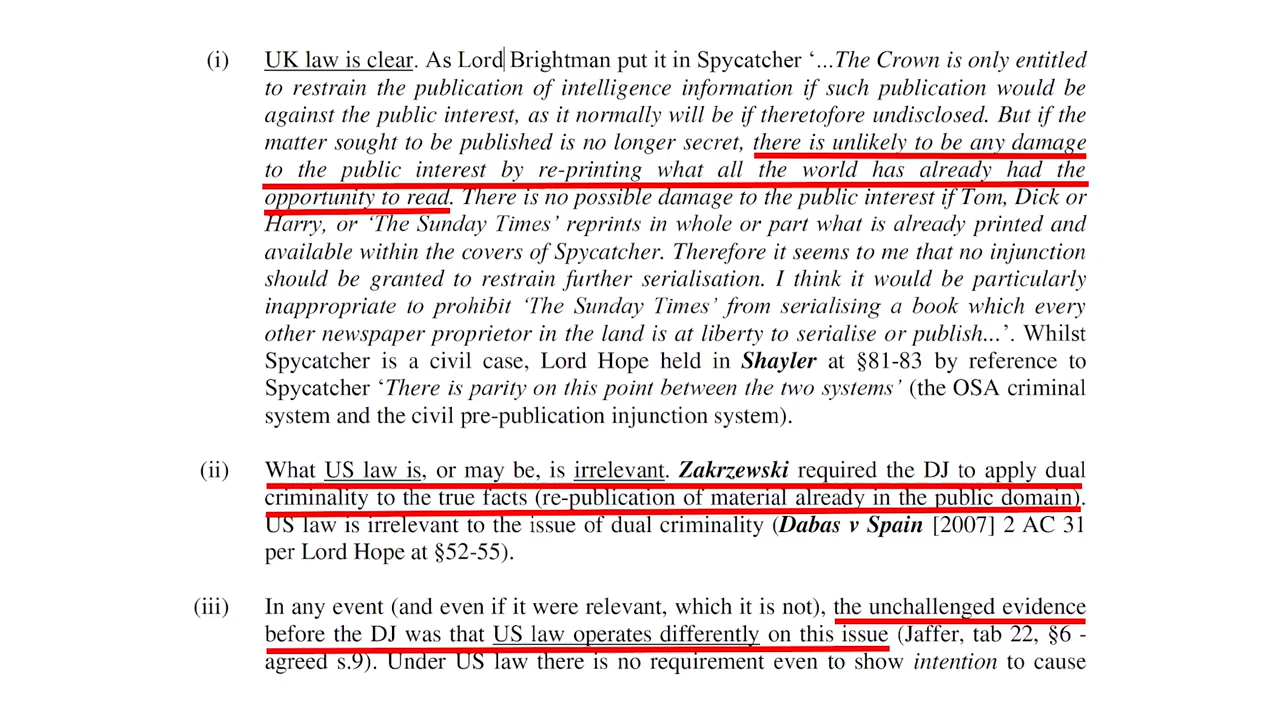 (i) UK law is clear. As Lord Brightman put it in Spycatcher ‘...The Crown is only entitled
to restrain the publication of intelligence information if such publication would be
against the public interest, as it normally will be if theretofore undisclosed. But if the
matter sought to be published is no longer secret, there is unlikely to be any damage
to the public interest by re-printing what all the world has already had the
opportunity to read. There is no possible damage to the public interest if Tom, Dick or
Harry, or ‘The Sunday Times’ reprints in whole or part what is already printed and
available within the covers of Spycatcher. Therefore it seems to me that no injunction
should be granted to restrain further serialisation. I think it would be particularly
inappropriate to prohibit ‘The Sunday Times’ from serialising a book which every
other newspaper proprietor in the land is at liberty to serialise or publish...’. Whilst
Spycatcher is a civil case, Lord Hope held in Shayler at §81-83 by reference to
Spycatcher ‘There is parity on this point between the two systems’ (the OSA criminal
system and the civil pre-publication injunction system).
(ii) What US law is, or may be, is irrelevant. Zakrzewski required the DJ to apply dual
criminality to the true facts (re-publication of material already in the public domain).
US law is irrelevant to the issue of dual criminality (Dabas v Spain [2007] 2 AC 31
per Lord Hope at §52-55).
(iii) In any event (and even if it were relevant, which it is not), the unchallenged evidence
before the DJ was that US law operates differently on this issue (Jaffer, tab 22, §6 -
agreed s.9). Under US law there is no requirement even to show intention to cause